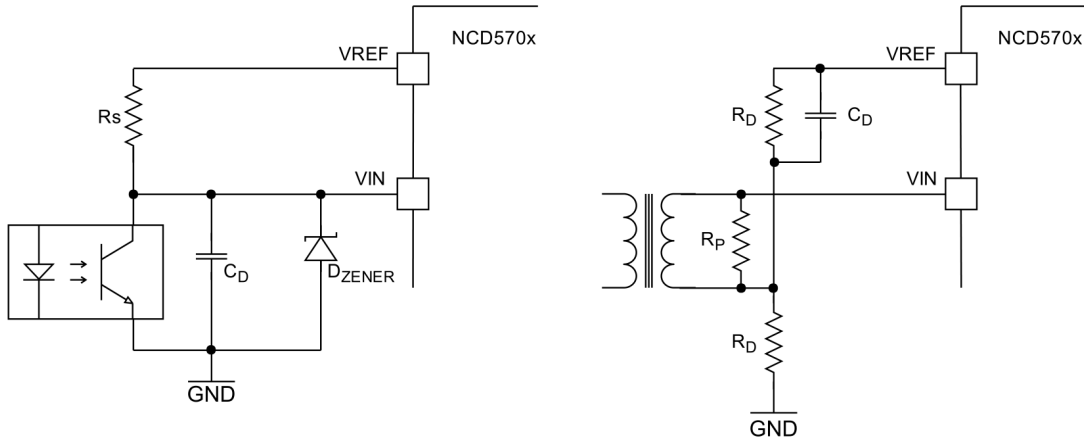 NCD570x
VREF
Rs
VIN
CD
DZENER
GND
NCD570x
VREF
RD
CD
VIN
RP
RD
GND